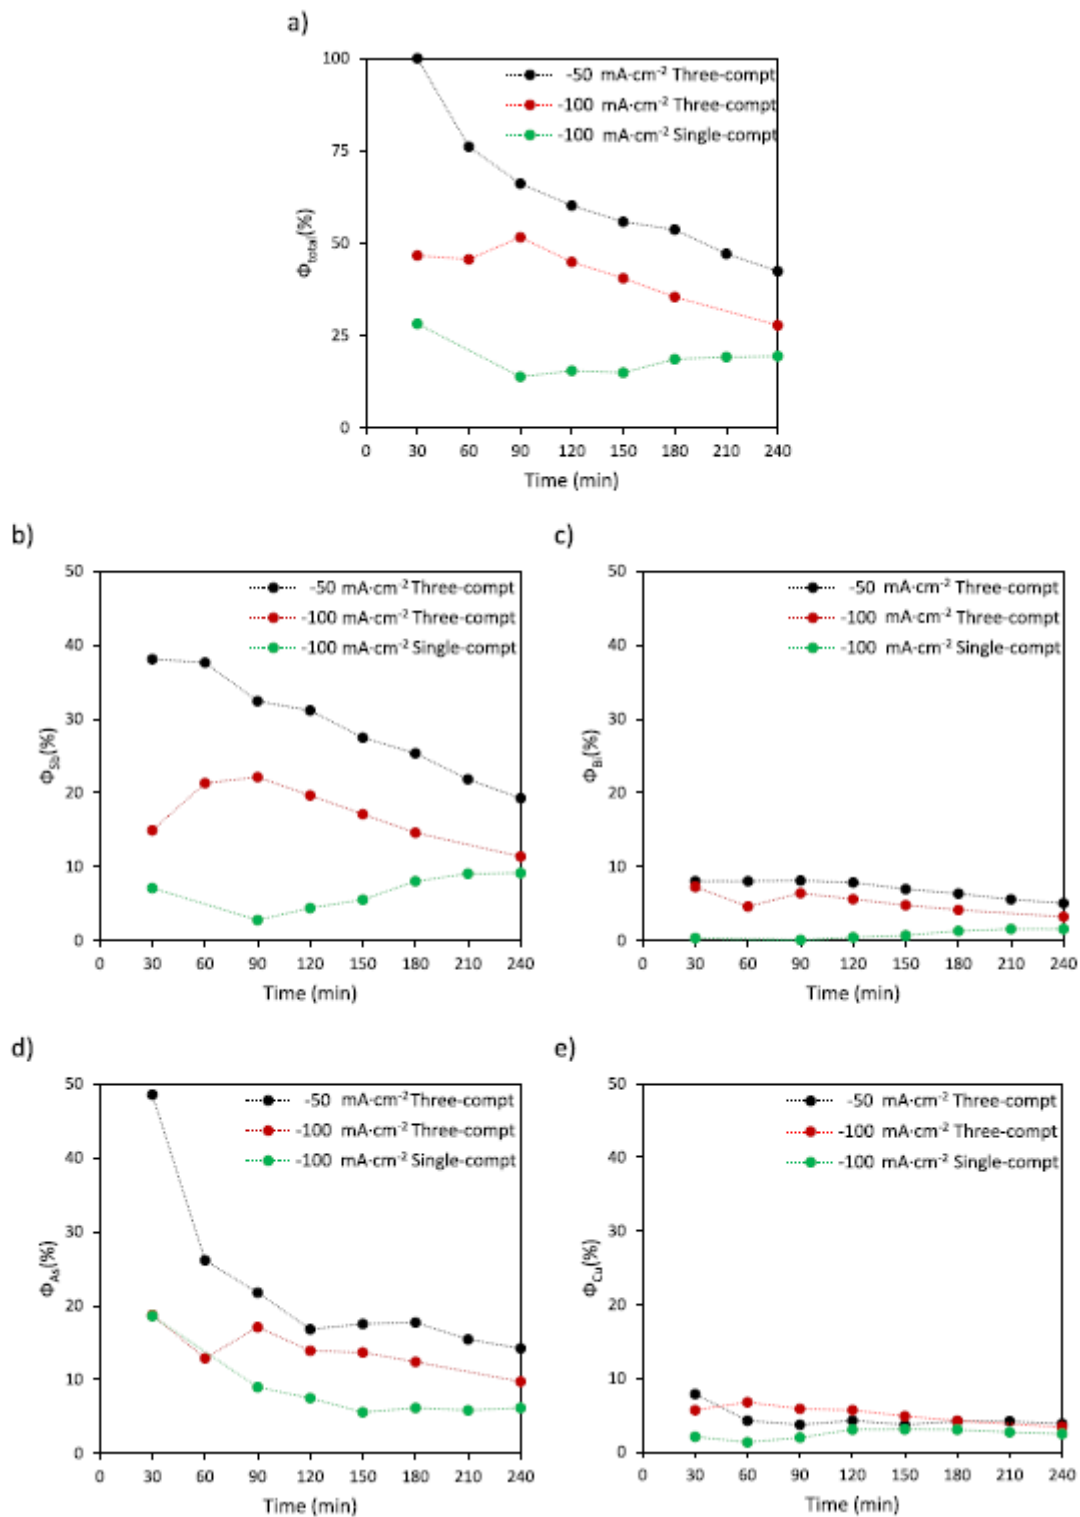 a)
100
75
50
25
0
Φtotal(%)
-50 mA·cm⁻² Three-compt
-100 mA·cm⁻² Three-compt
-100 mA·cm⁻² Single-compt
0 30 60 90 120 150 180 210 240
Time (min)
b)
50
40
30
20
10
0
ΦSb(%)
-50 mA·cm⁻² Three-compt
-100 mA·cm⁻² Three-compt
-100 mA·cm⁻² Single-compt
0 30 60 90 120 150 180 210 240
Time (min)
c)
50
40
30
20
10
0
ΦBi(%)
-50 mA·cm⁻² Three-compt
-100 mA·cm⁻² Three-compt
-100 mA·cm⁻² Single-compt
0 30 60 90 120 150 180 210 240
Time (min)
d)
50
40
30
20
10
0
ΦAs(%)
-50 mA·cm⁻² Three-compt
-100 mA·cm⁻² Three-compt
-100 mA·cm⁻² Single-compt
0 30 60 90 120 150 180 210 240
Time (min)
e)
50
40
30
20
10
0
ΦCu(%)
-50 mA·cm⁻² Three-compt
-100 mA·cm⁻² Three-compt
-100 mA·cm⁻² Single-compt
0 30 60 90 120 150 180 210 240
Time (min)